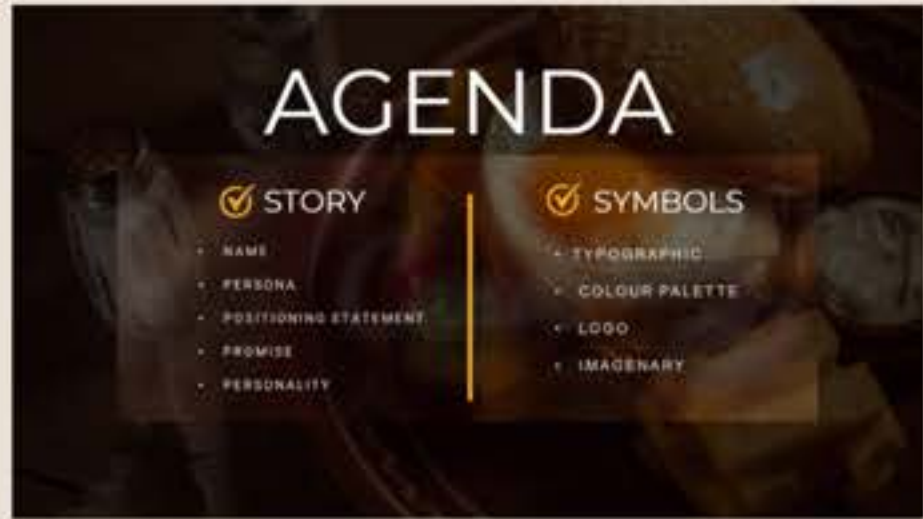 AGENDA
STORY
NAME
PERSONA
POSITIONING STATEMENT
PROMISE
PERSONALITY
SYMBOLS
TYPOGRAPHIC
COLOUR PALETTE
LOGO
IMAGENARY